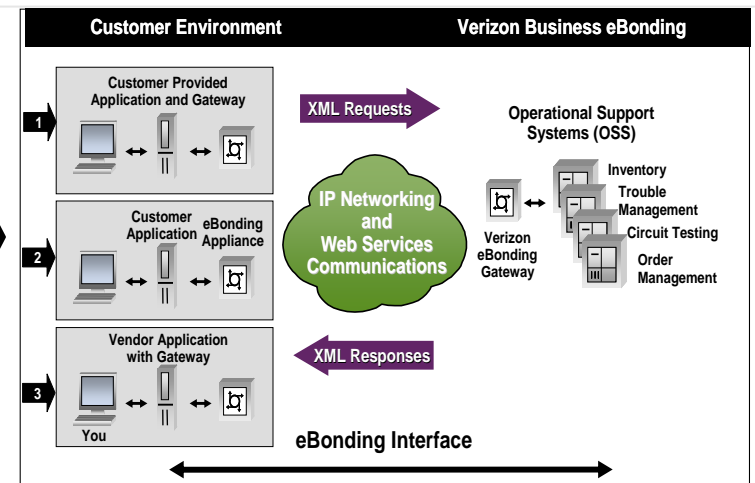 Customer Environment
Verizon Business eBonding
1
Customer Provided
Application and Gateway
XML Requests
Operational Support
Systems (OSS)
2
Customer
Application
eBonding
Appliance
IP Networking
and
Web Services
Communications
Verizon
eBonding
Gateway
Inventory
Trouble
Management
Circuit Testing
Order
Management
3
Vendor Application
with Gateway
You
XML Responses
eBonding Interface